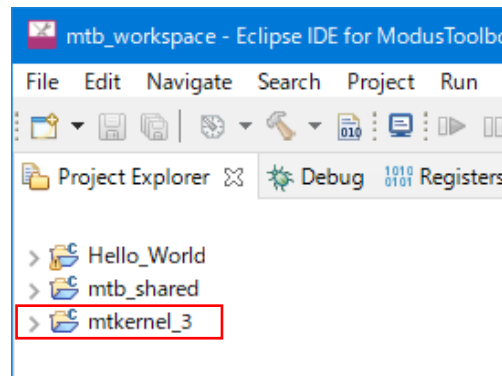 mtb_workspace - Eclipse IDE for ModusToolbo
File Edit Navigate Search Project Run
Project Explorer Debug Registers
Hello_World
mtb_shared
mtkernel_3